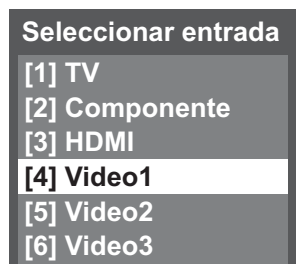 Seleccionar entrada
[1] TV
[2] Componente
[3] HDMI
[4] Video1
[5] Video2
[6] Video3